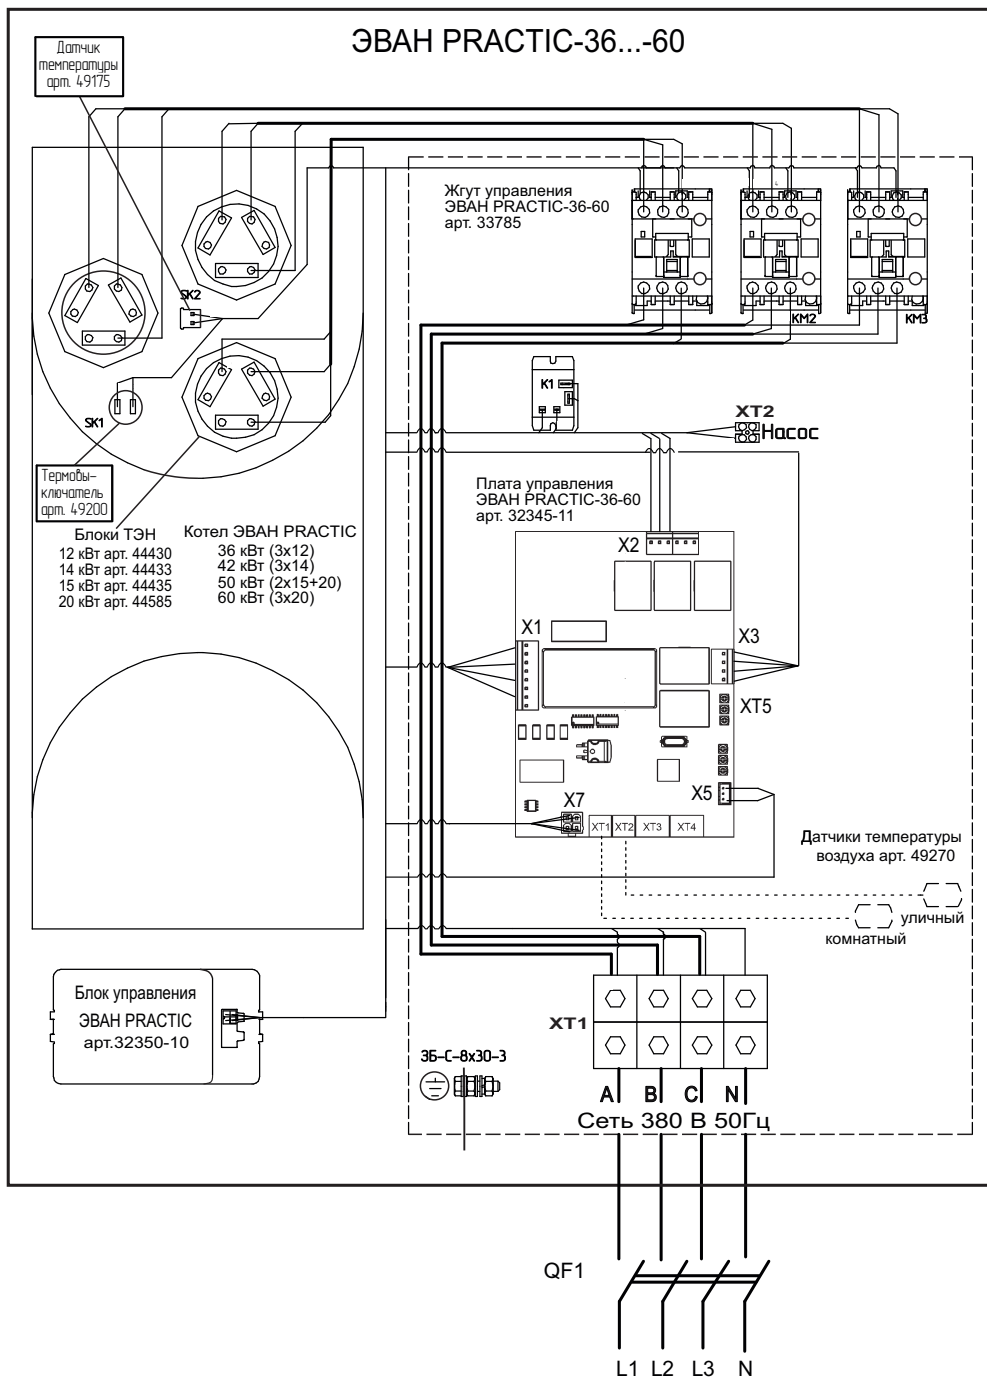 ЭВАН PRACTIC-36...-60
Датчик
температуры
арт. 49175
Жгут управления
ЭВАН PRACTIC-36-60
арт. 33785
SK2
KM2
KM3
K1
SK1
XT2
Насос
Термовы-
ключатель
арт. 49200
Блоки ТЭН
12 кВт арт. 44430
14 кВт арт. 44433
15 кВт арт. 44435
20 кВт арт. 44585
Котел ЭВАН PRACTIC
36 кВт (3x12)
42 кВт (3x14)
50 кВт (2x15+20)
60 кВт (3x20)
Плата управления
ЭВАН PRACTIC-36-60
арт. 32345-11
X2
X1
X3
XT5
X5
X7
XT1 XT2 XT3 XT4
Датчики температуры
воздуха арт. 49270
уличный
комнатный
Блок управления
ЭВАН PRACTIC
арт.32350-10
XT1
ЗБ-С-8х30-3
A B C N
Сеть 380 В 50Гц
QF1
L1 L2 L3 N